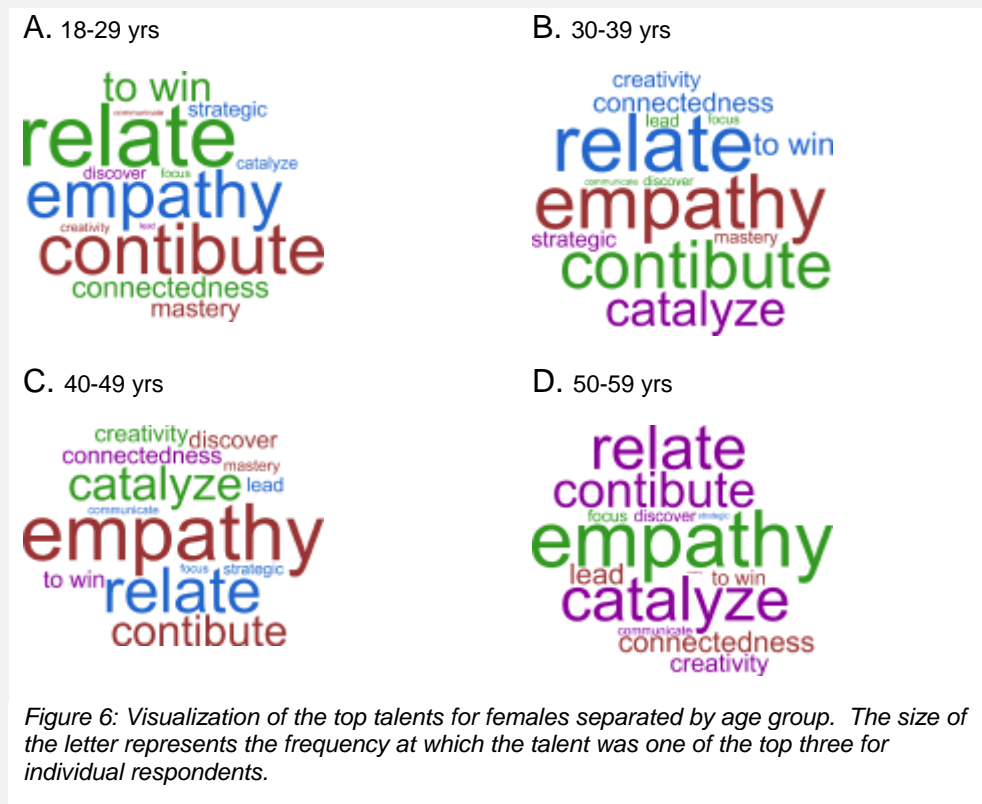 A. 18-29 yrs
to win
communicate strategic
relate
catalyze
discover focus
empathy
creativity lead
contibute
connectedness
mastery
B. 30-39 yrs
creativity
connectedness
lead focus
relate to win
communicate discover
empathy
strategic mastery
contibute
catalyze
C. 40-49 yrs
creativity discover
connectedness mastery
catalyze lead
communicate
empathy
to win focus strategic
relate
contibute
D. 50-59 yrs
relate
contibute
focus discover strategic
empathy
lead to win
catalyze
communicate
connectedness
creativity
Figure 6: Visualization of the top talents for females separated by age group. The size of
the letter represents the frequency at which the talent was one of the top three for
individual respondents.